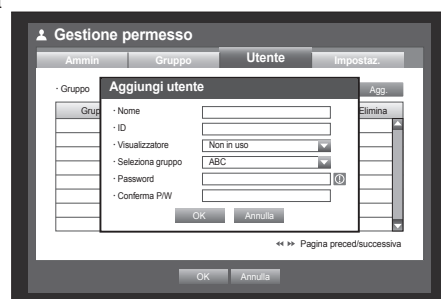 Gestione permesso
Ammin Gruppo Utente Impostaz.
· Gruppo Agg.
Aggiungi utente
Elimina
· Nome
· ID
· Visualizzatore Non in uso
· Seleziona gruppo ABC
· Password
· Conferma P/W
OK Annulla
Pagina preced/successiva
OK Annulla